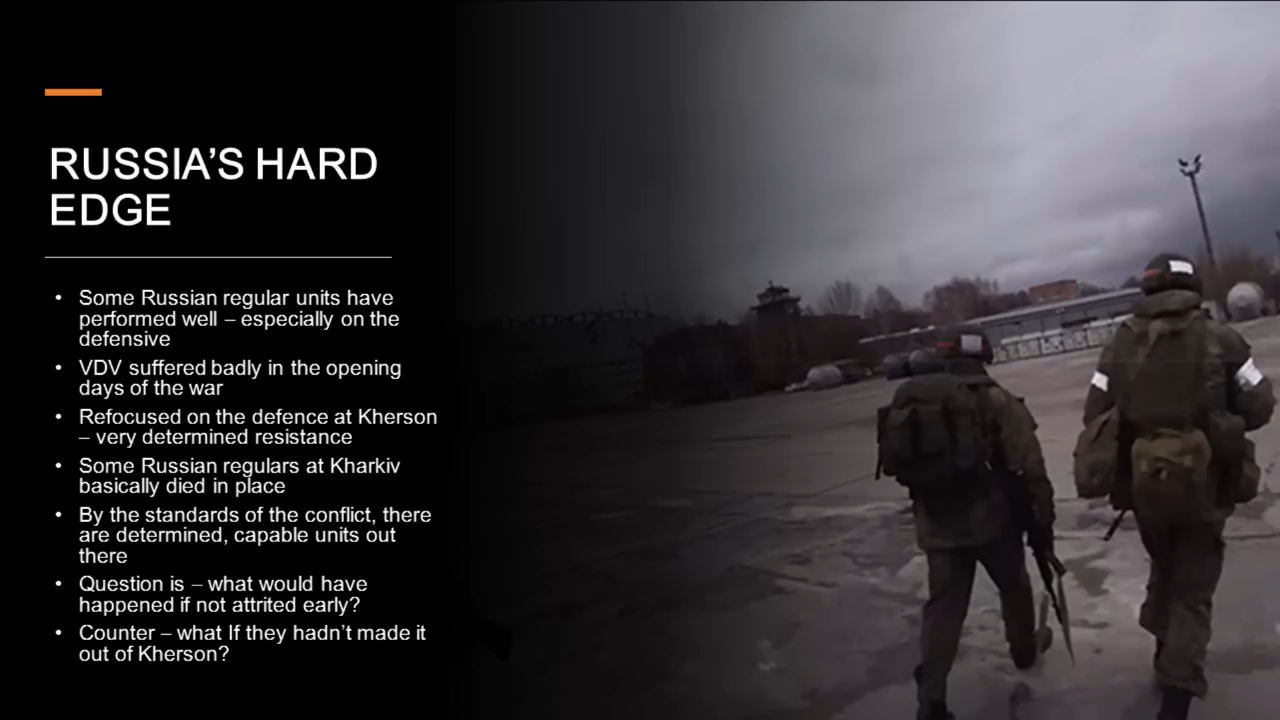 RUSSIA'S HARD
EDGE
• Some Russian regular units have
performed well – especially on the
defensive
• VDV suffered badly in the opening
days of the war
• Refocused on the defence at Kherson
– very determined resistance
• Some Russian regulars at Kharkiv
basically died in place
• By the standards of the conflict, there
are determined, capable units out
there
• Question is – what would have
happened if not attrited early?
• Counter – what If they hadn't made it
out of Kherson?